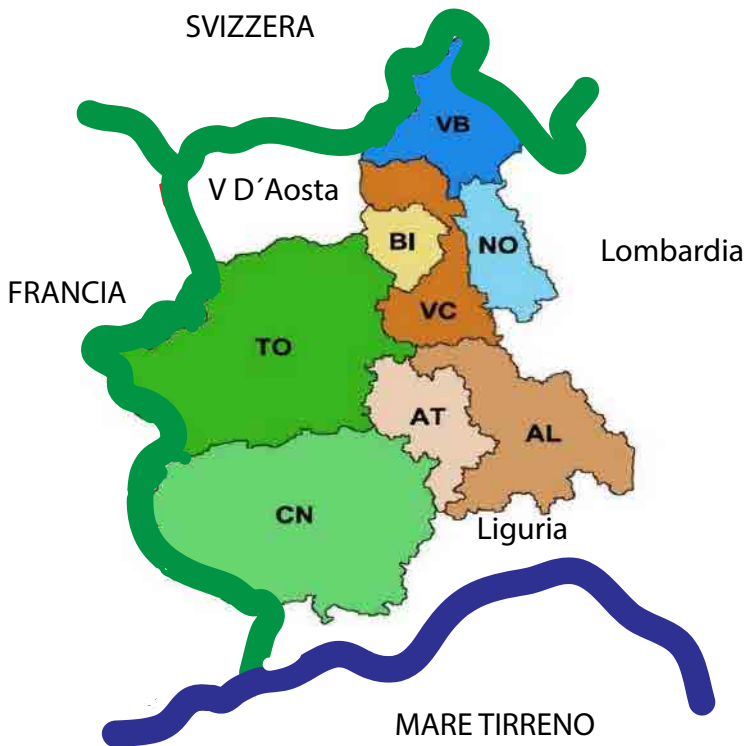 SVIZZERA
VB
V D´Aosta
BI
NO
Lombardia
FRANCIA
VC
TO
AT
AL
CN
Liguria
MARE TIRRENO